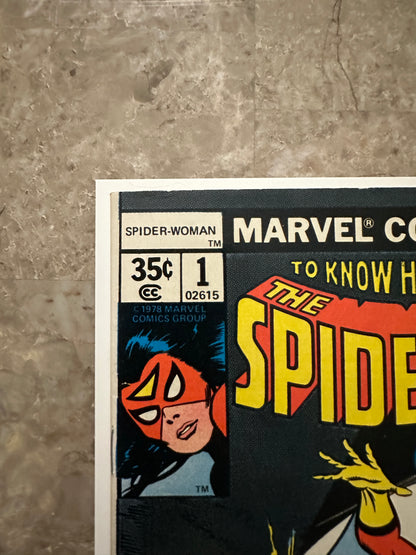 SPIDER-WOMAN
TM
MARVEL® CO
35¢
1
CC
02615
© 1978 MARVEL
COMICS GROUP
TO KNOW H
THE
SPIDE
TM